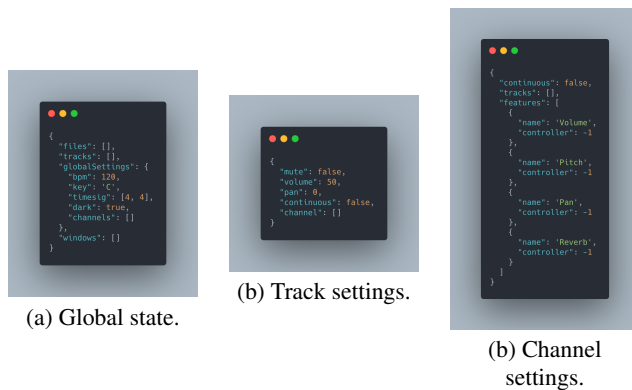 {
  "files": [],
  "tracks": [],
  "globalSettings": {
    "bpm": 120,
    "key": 'C',
    "timesig": [4, 4],
    "dark": true,
    "channels": []
  },
  "windows": []
}
(a) Global state.
{
  "mute": false,
  "volume": 50,
  "pan": 0,
  "continuous": false,
  "channel": []
}
(b) Track settings.
{
  "continuous": false,
  "tracks": [],
  "features": [
    {
      "name": 'Volume',
      "controller": -1
    },
    {
      "name": 'Pitch',
      "controller": -1
    },
    {
      "name": 'Pan',
      "controller": -1
    },
    {
      "name": 'Reverb',
      "controller": -1
    }
  ]
}
(b) Channel
settings.